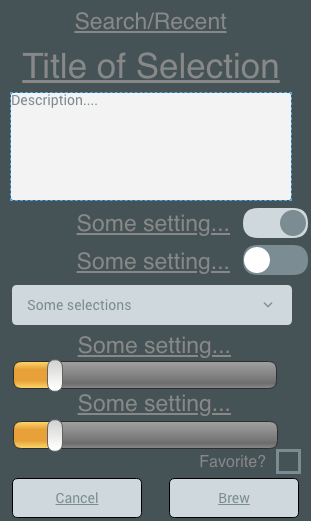 Search/Recent
Title of Selection
Description....
Some setting...
Some setting...
Some selections
Some setting...
Some setting...
Favorite?
Cancel
Brew